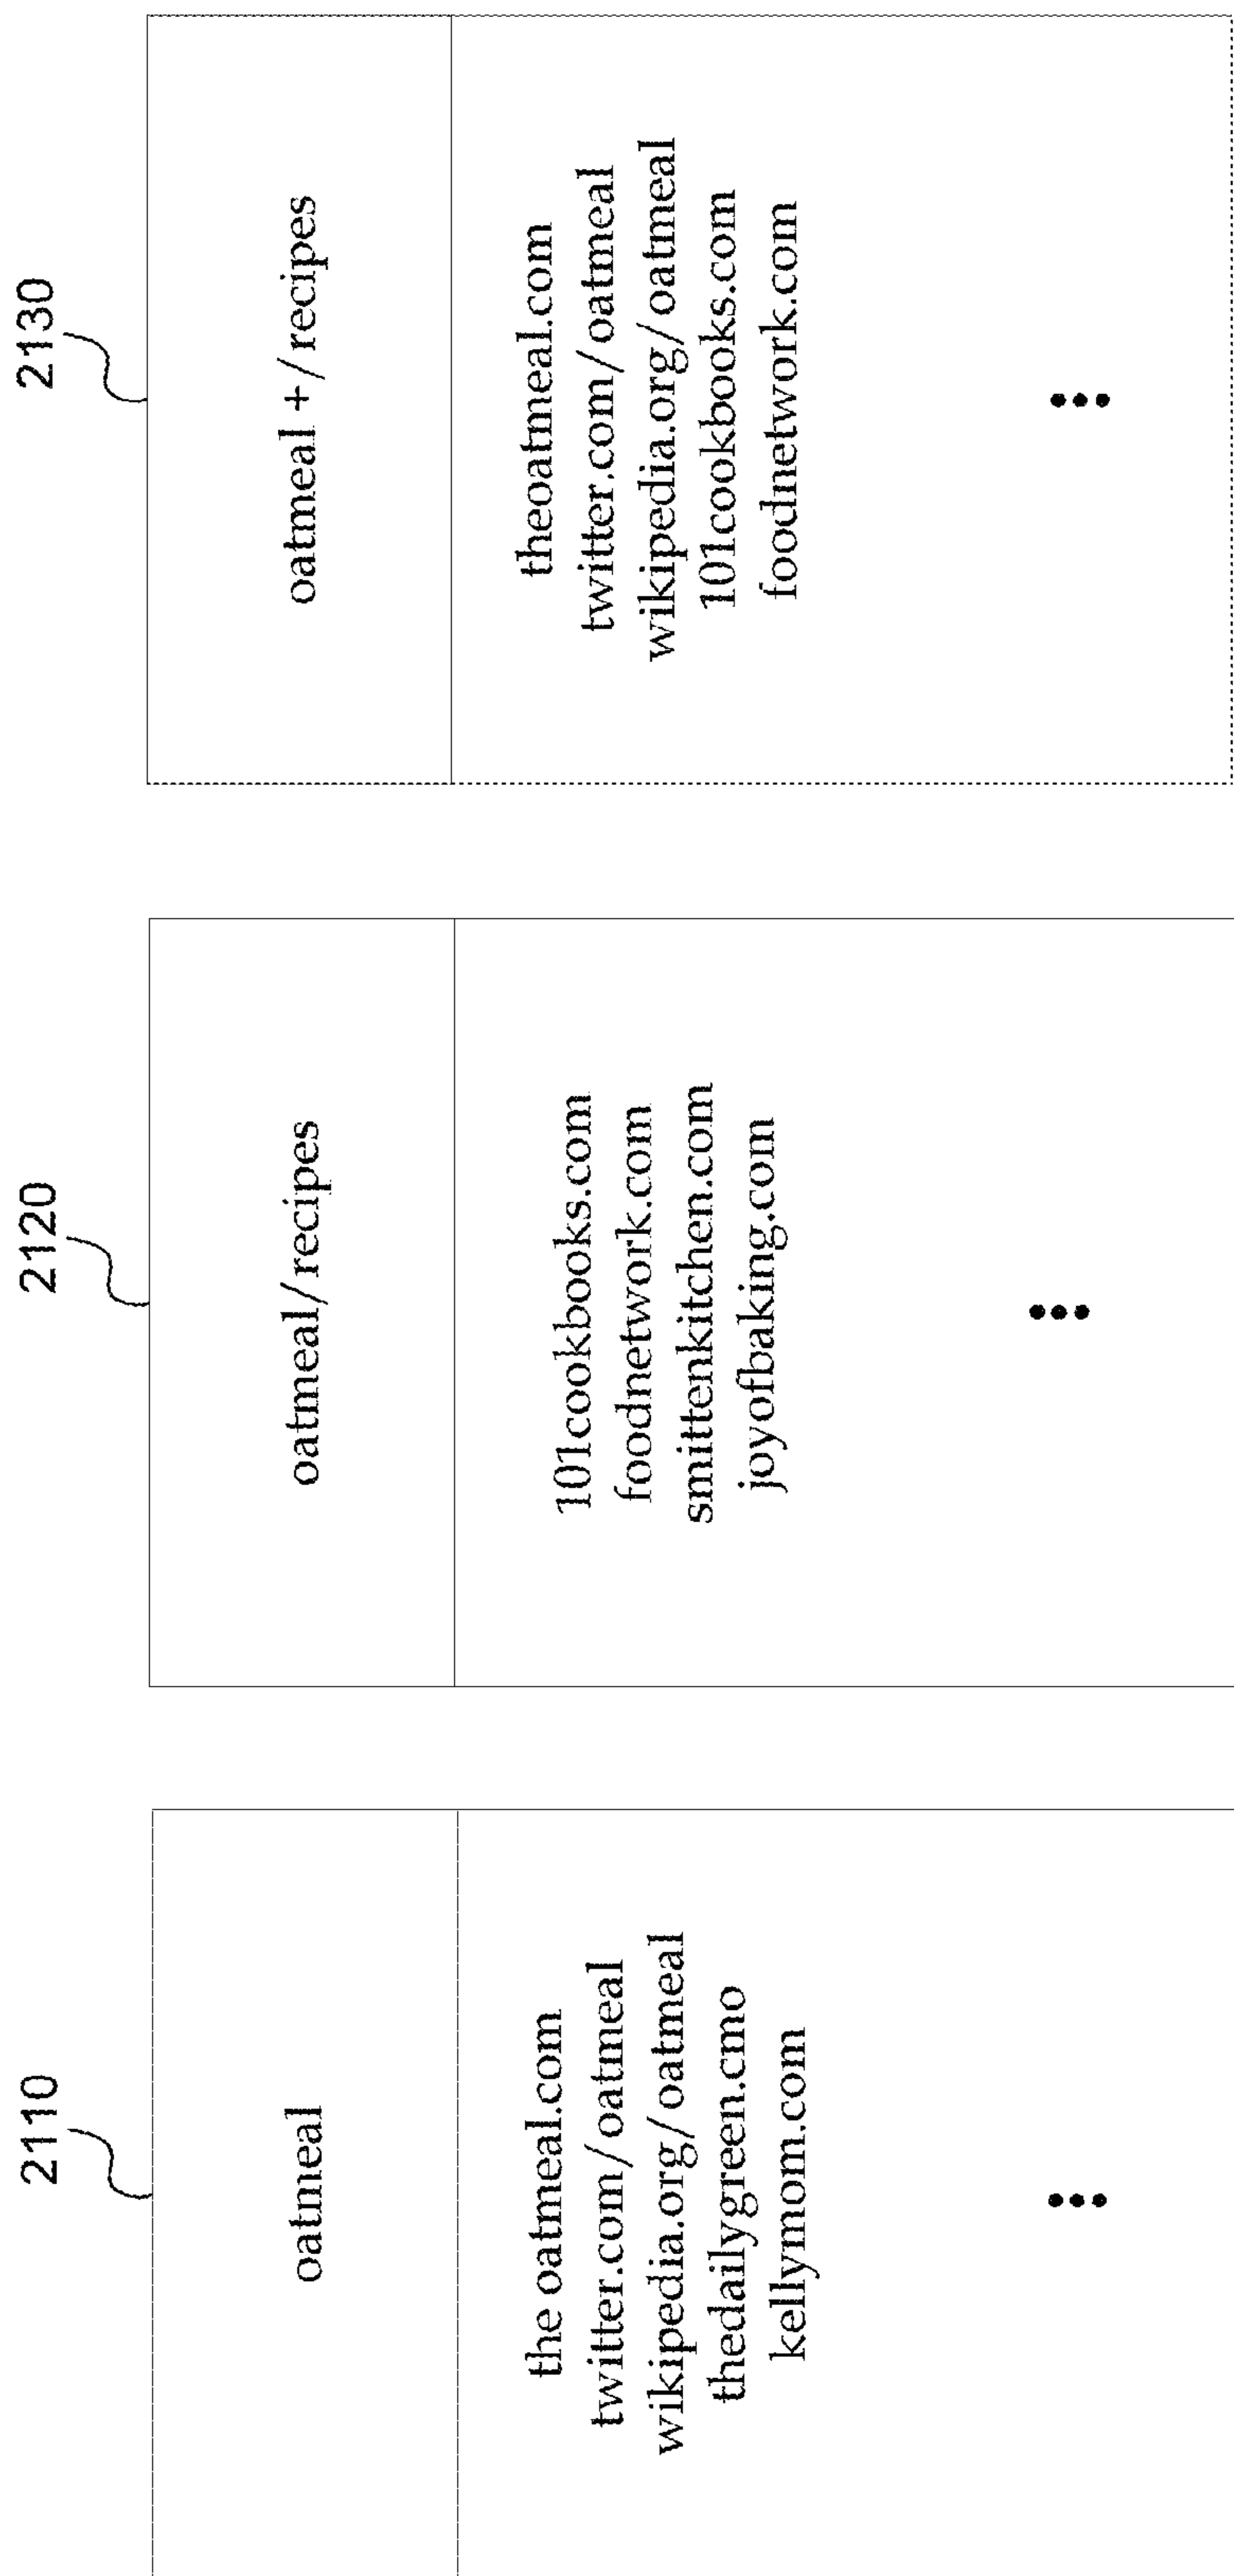 2110
oatmeal
the oatmeal.com
twitter.com/oatmeal
wikipedia.org/oatmeal
thedailygreen.cmo
kellymom.com
•••
2120
oatmeal/recipes
101cookbooks.com
foodnetwork.com
smittenkitchen.com
joyofbaking.com
•••
2130
oatmeal +/recipes
theoatmeal.com
twitter.com/oatmeal
wikipedia.org/oatmeal
101cookbooks.com
foodnetwork.com
•••